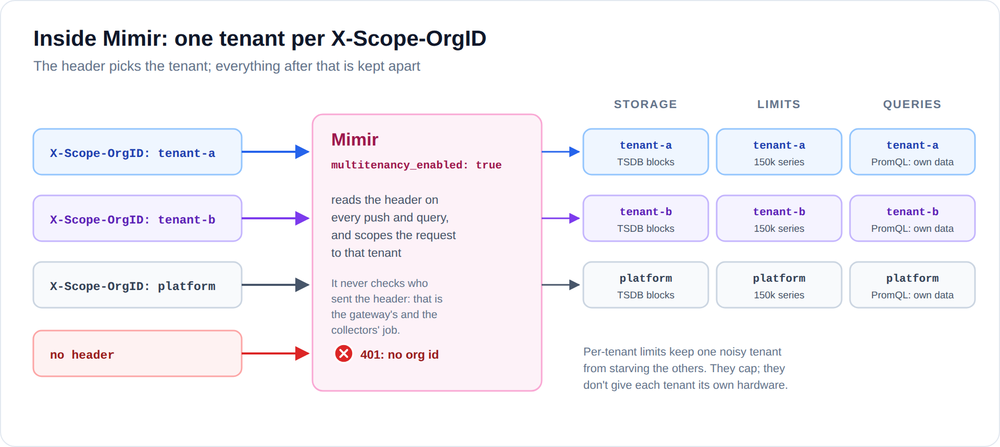 Inside Mimir: one tenant per X-Scope-OrgID
The header picks the tenant; everything after that is kept apart
STORAGE
LIMITS
QUERIES
X-Scope-OrgID: tenant-a
X-Scope-OrgID: tenant-b
X-Scope-OrgID: platform
no header
Mimir
multitenancy_enabled: true
reads the header on
every push and query,
and scopes the request
to that tenant
It never checks who
sent the header: that is
the gateway's and the
collectors' job.
401: no org id
tenant-a
TSDB blocks
tenant-a
150k series
tenant-a
PromQL: own data
tenant-b
TSDB blocks
tenant-b
150k series
tenant-b
PromQL: own data
platform
TSDB blocks
platform
150k series
platform
PromQL: own data
Per-tenant limits keep one noisy tenant
from starving the others. They cap; they
don't give each tenant its own hardware.